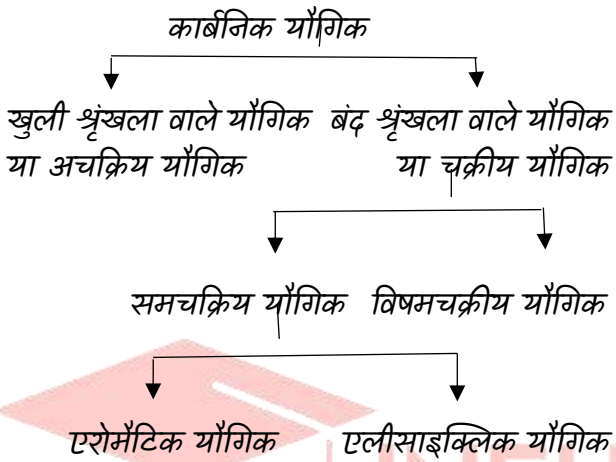 कार्बनिक यौगिक
खुली श्रृंखला वाले यौगिक बंद श्रृंखला वाले यौगिक
या अचक्रिय यौगिक या चक्रीय यौगिक
समचक्रिय यौगिक विषमचक्रीय यौगिक
एरोमैटिक यौगिक एलीसाइक्लिक यौगिक